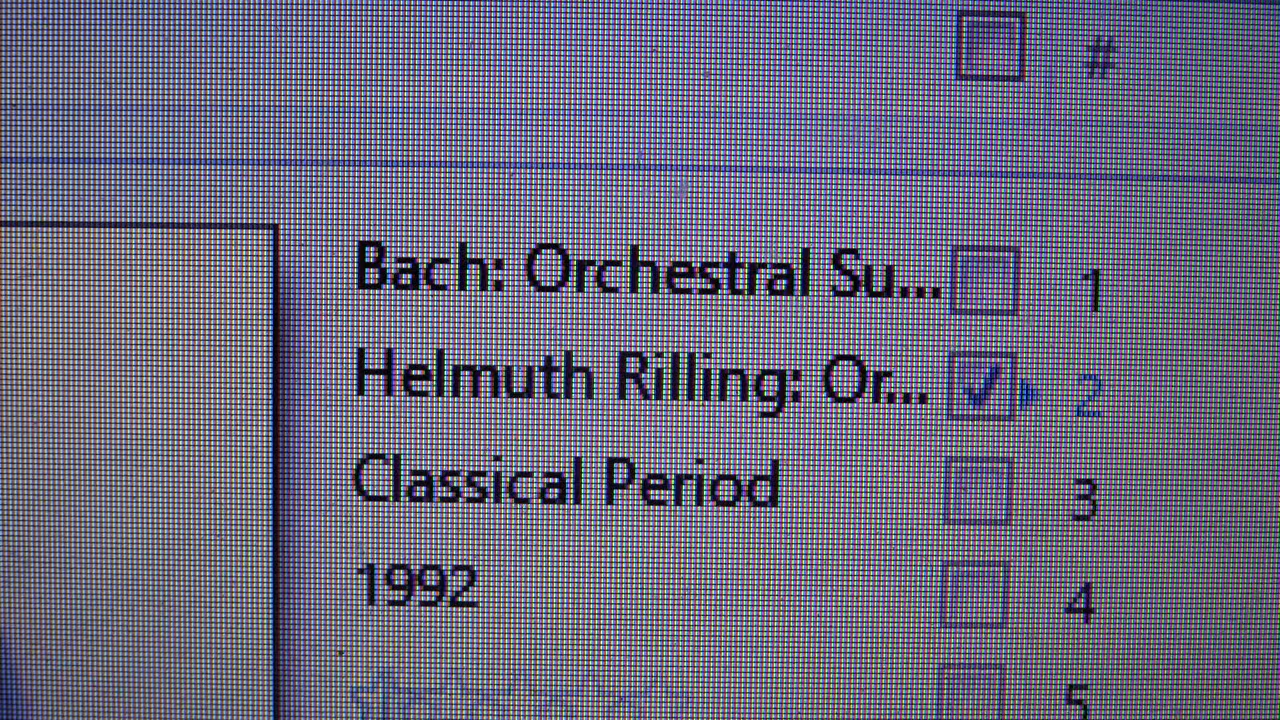 #
Bach: Orchestral Su... 1
Helmuth Rilling: Or... 2
Classical Period 3
1992 4
5